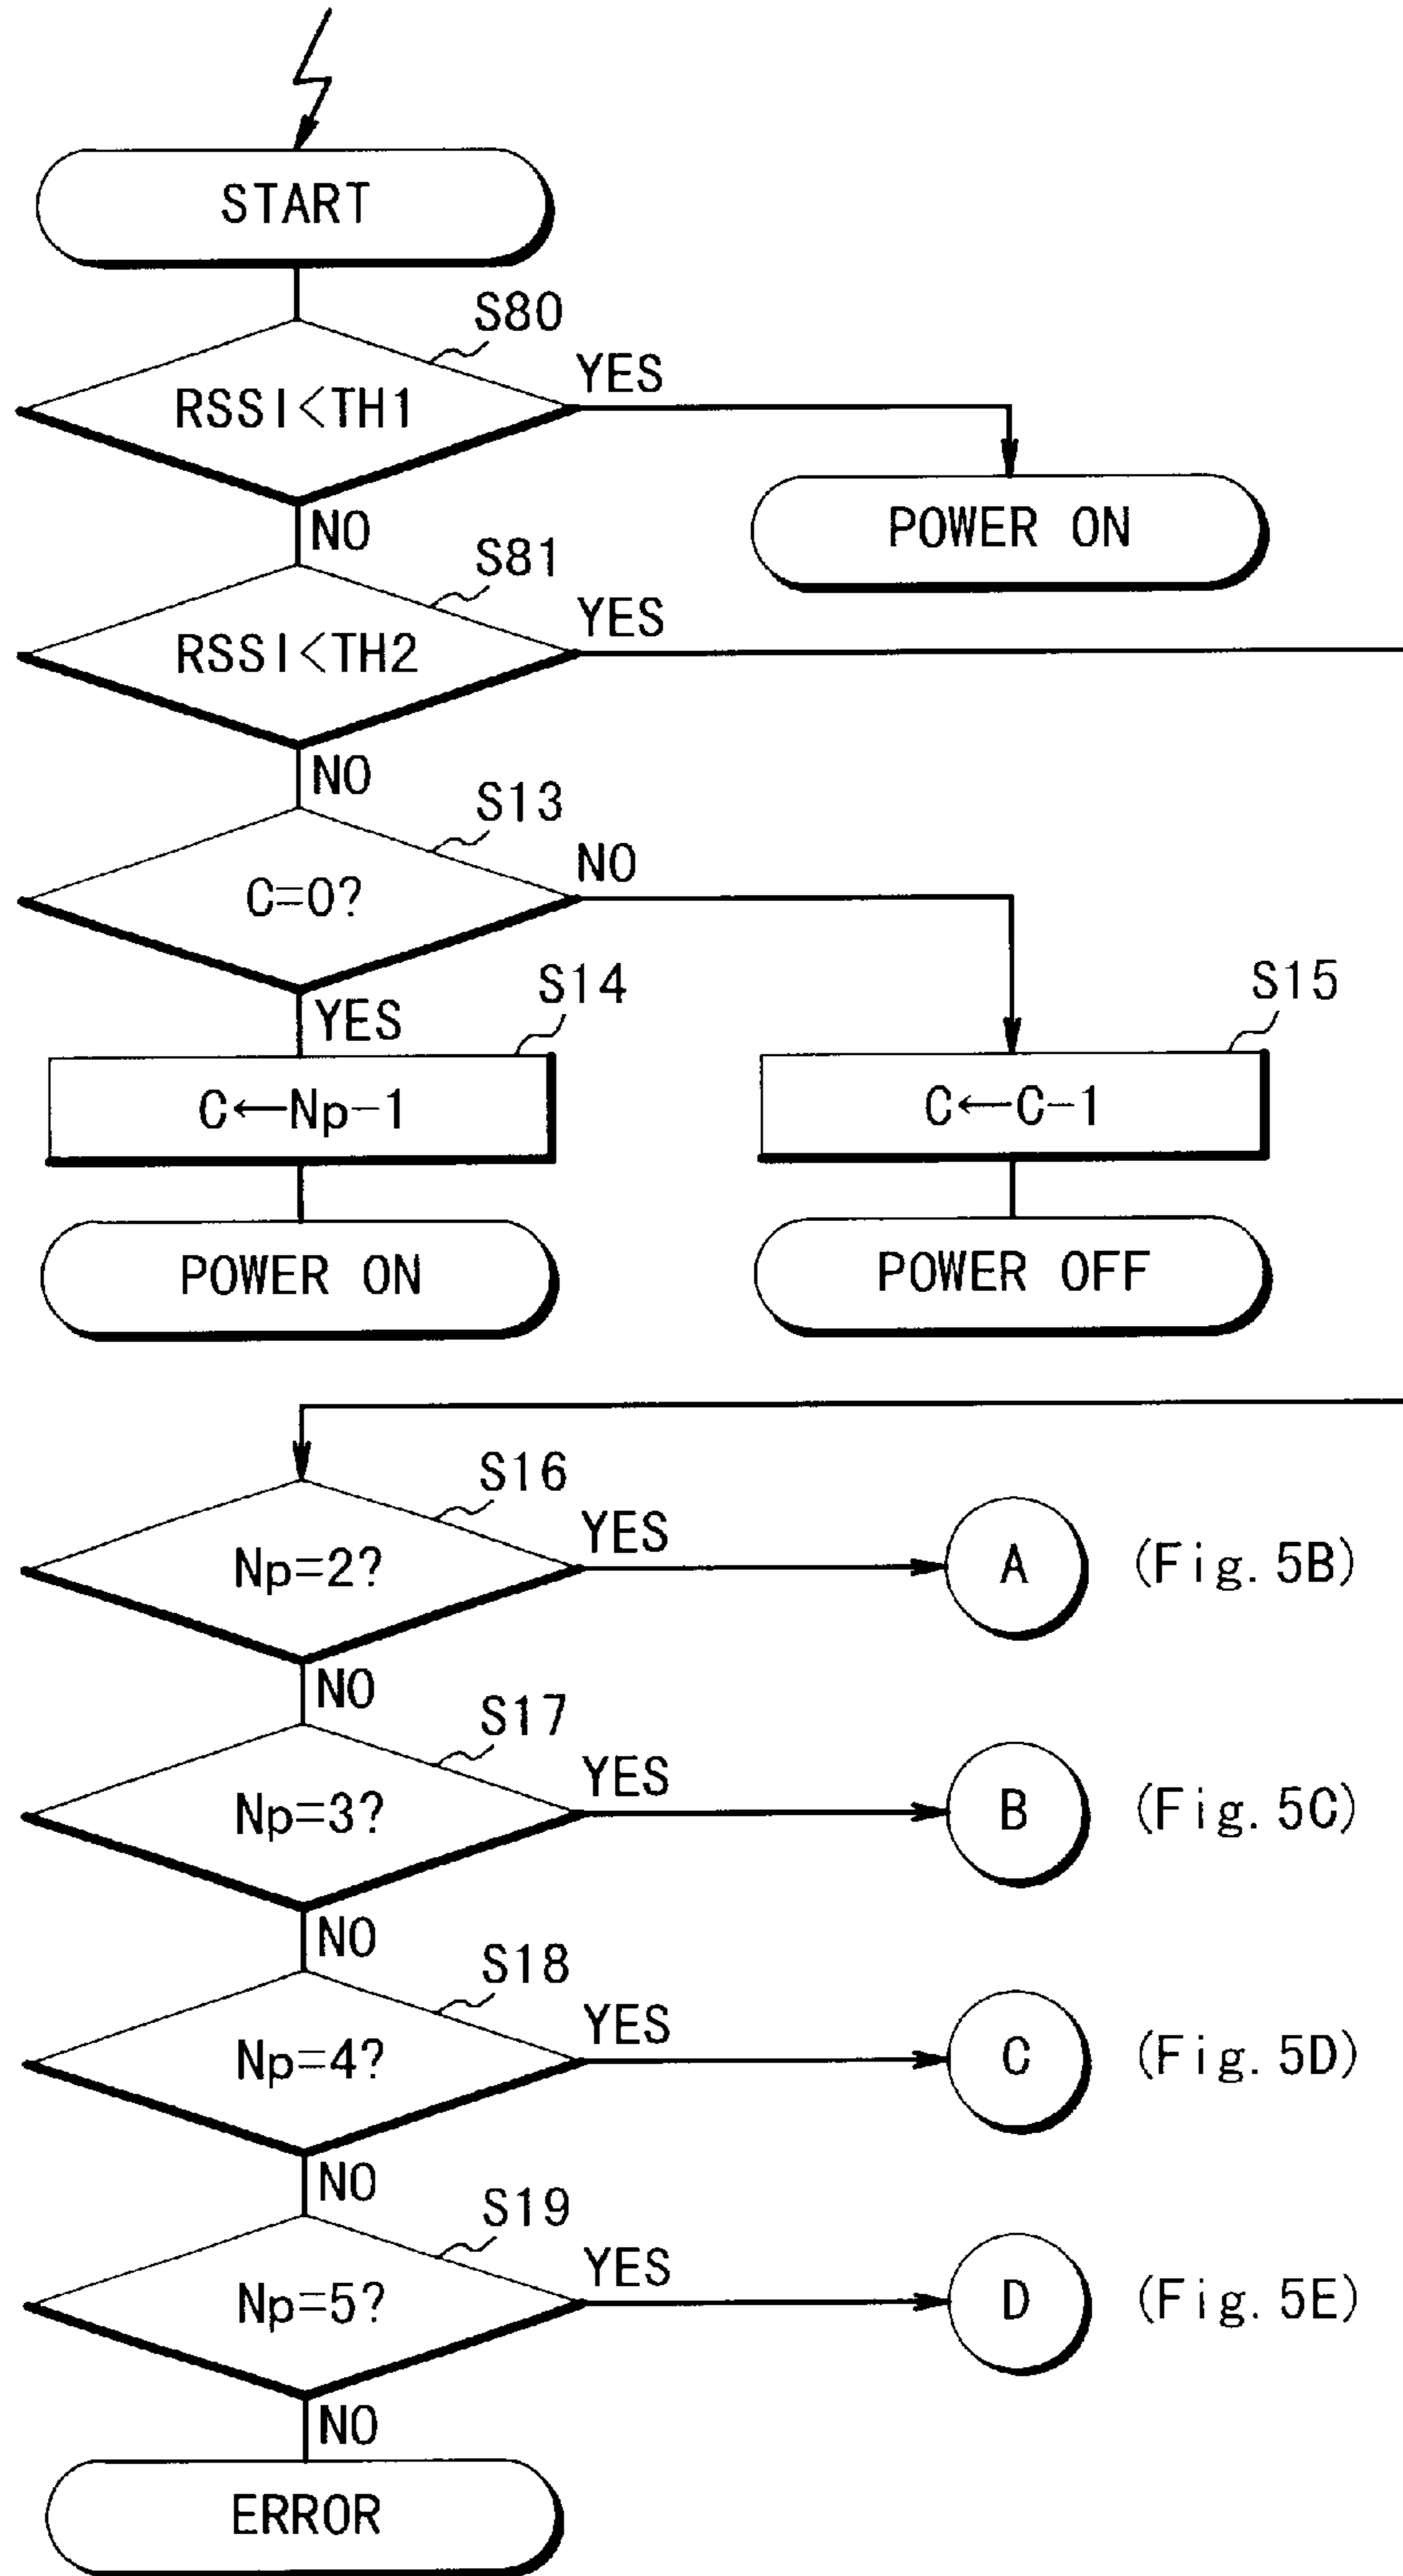 START
S80
RSSI<TH1
YES
POWER ON
NO
S81
RSSI<TH2
YES
NO
S13
C=0?
NO
YES
S14
S15
C←Np-1
C←C-1
POWER ON
POWER OFF
S16
Np=2?
YES
A
(Fig. 5B)
NO
S17
Np=3?
YES
B
(Fig. 5C)
NO
S18
Np=4?
YES
C
(Fig. 5D)
NO
S19
Np=5?
YES
D
(Fig. 5E)
NO
ERROR